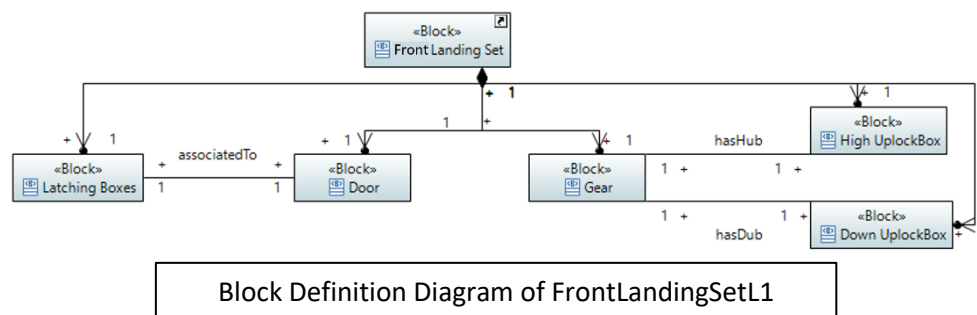 «Block»
Front Landing Set
+ 1
1 +
+ 1
+ 1
+ 1
+ 1
«Block»
Latching Boxes
+ associatedTo +
1 1
«Block»
Door
«Block»
Gear
hasHub
1 + 1 +
«Block»
High UplockBox
1 + 1 +
hasDub
«Block»
Down UplockBox
+
Block Definition Diagram of FrontLandingSetL1